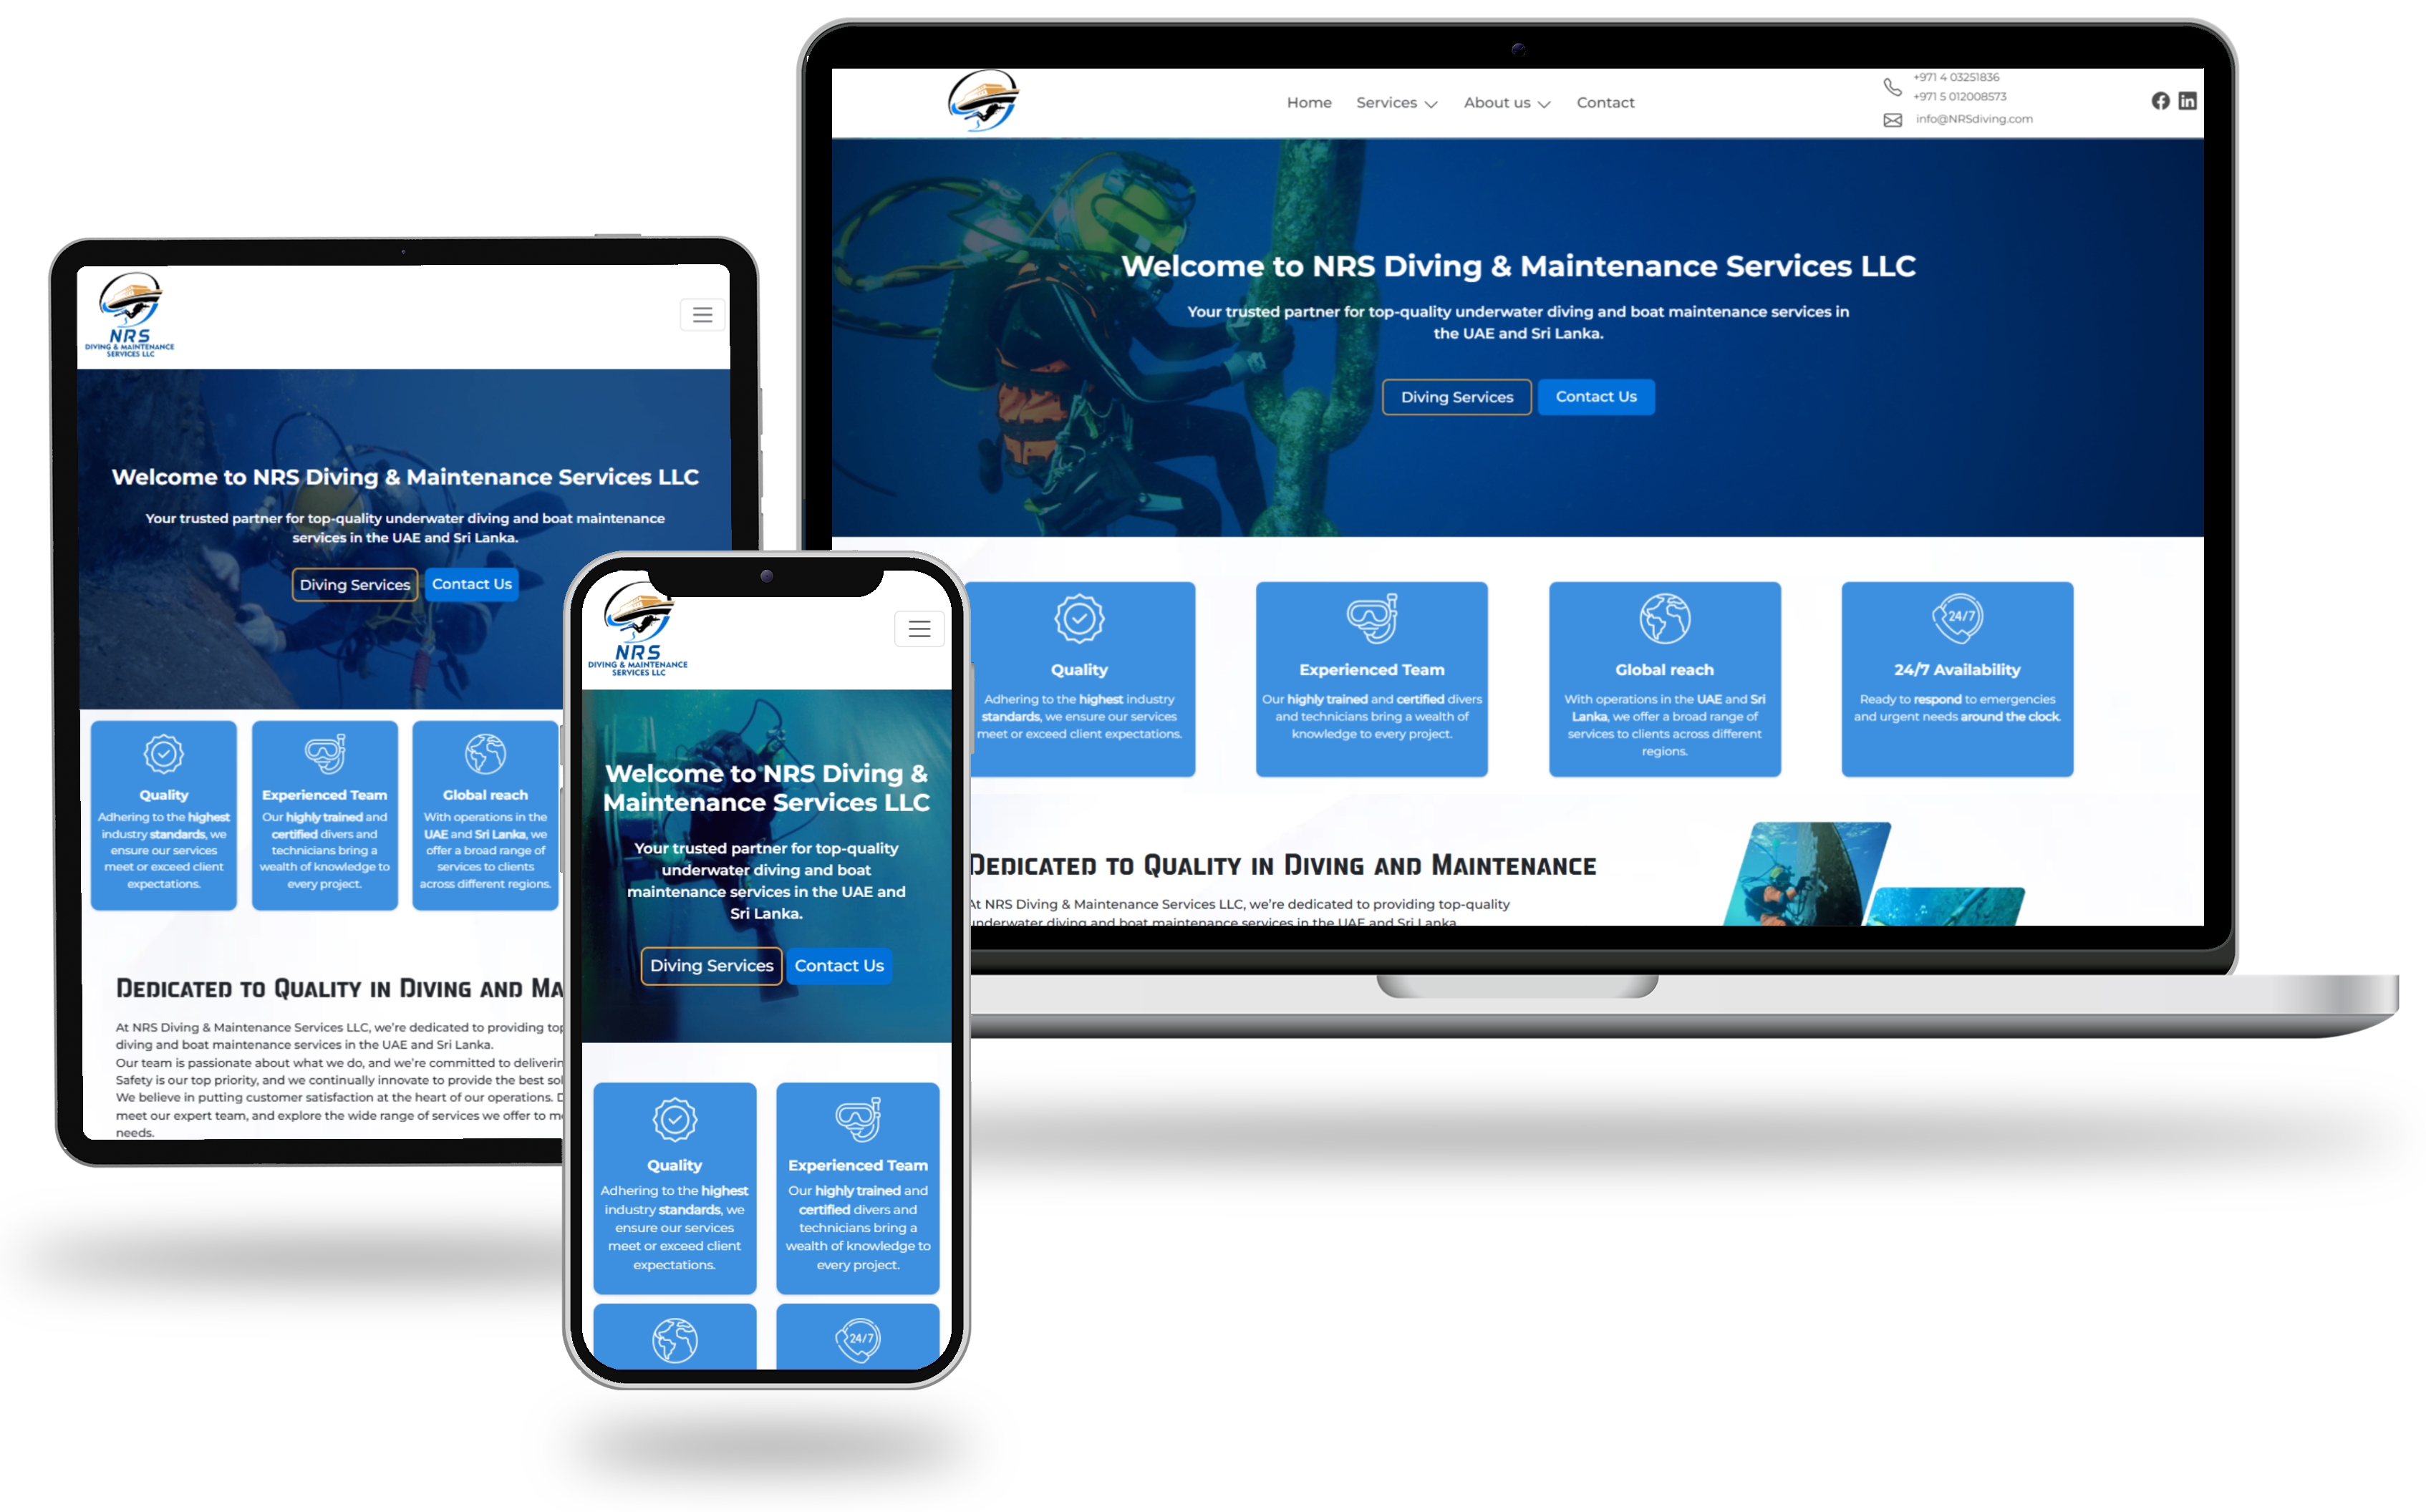 Home Services About us Contact
+971 4 03251836
+971 5 012008573
info@NRSdiving.com
Welcome to NRS Diving & Maintenance Services LLC
Your trusted partner for top-quality underwater diving and boat maintenance services in
the UAE and Sri Lanka.
Diving Services Contact Us
Quality
Adhering to the highest industry
standards, we ensure our services
meet or exceed client expectations.
Experienced Team
Our highly trained and certified divers
and technicians bring a wealth of
knowledge to every project.
Global reach
With operations in the UAE and Sri
Lanka, we offer a broad range of
services to clients across different
regions.
24/7
24/7 Availability
Ready to respond to emergencies
and urgent needs around the clock.
DEDICATED TO QUALITY IN DIVING AND MAINTENANCE
At NRS Diving & Maintenance Services LLC, we're dedicated to providing top-quality
underwater diving and boat maintenance services in the UAE and Sri Lanka.
NRS
DIVING & MAINTENANCE
SERVICES LLC
Welcome to NRS Diving & Maintenance Services LLC
Your trusted partner for top-quality underwater diving and boat maintenance
services in the UAE and Sri Lanka.
Diving Services Contact Us
Quality
Adhering to the highest
industry standards, we
ensure our services
meet or exceed client
expectations.
Experienced Team
Our highly trained and
certified divers and
technicians bring a
wealth of knowledge to
every project.
Global reach
With operations in the
UAE and Sri Lanka, we
offer a broad range of
services to clients
across different regions.
DEDICATED TO QUALITY IN DIVING AND MA
At NRS Diving & Maintenance Services LLC, we're dedicated to providing top
diving and boat maintenance services in the UAE and Sri Lanka.
Our team is passionate about what we do, and we're committed to deliverin
Safety is our top priority, and we continually innovate to provide the best sol
We believe in putting customer satisfaction at the heart of our operations. D
meet our expert team, and explore the wide range of services we offer to m
needs.
NRS
DIVING & MAINTENANCE
SERVICES LLC
Welcome to NRS Diving &
Maintenance Services LLC
Your trusted partner for top-quality
underwater diving and boat
maintenance services in the UAE and
Sri Lanka.
Diving Services Contact Us
Quality
Adhering to the highest
industry standards, we
ensure our services
meet or exceed client
expectations.
Experienced Team
Our highly trained and
certified divers and
technicians bring a
wealth of knowledge to
every project.
24/7